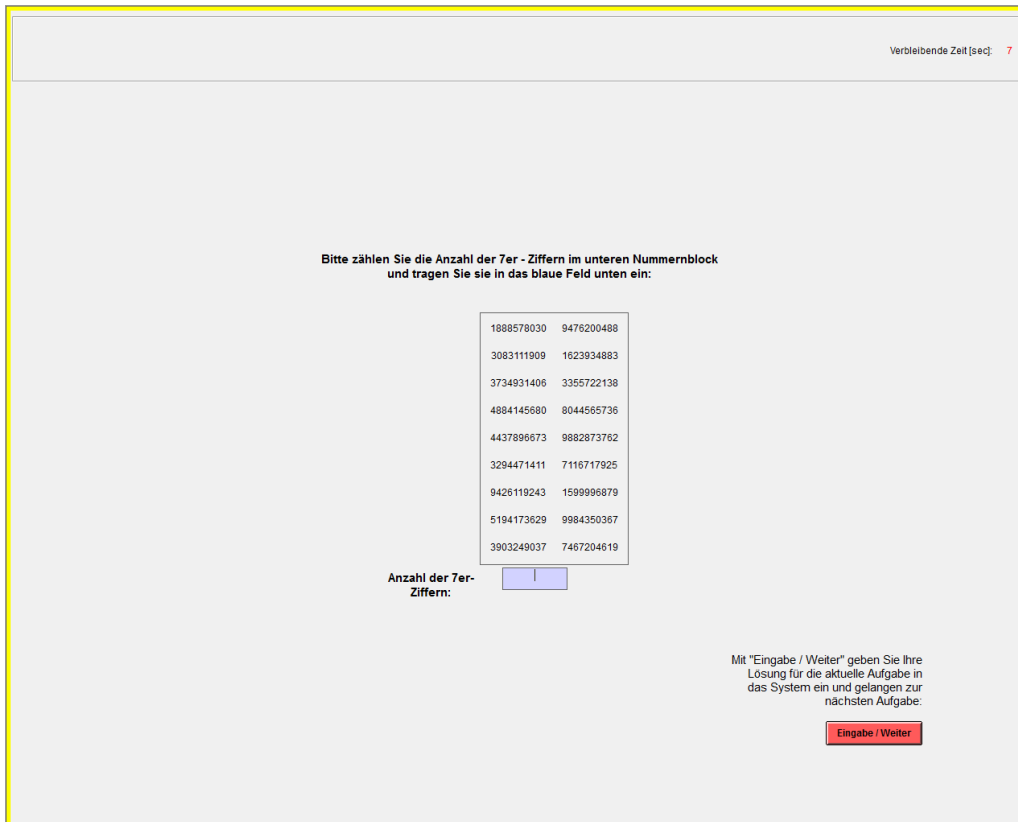 Verbleibende Zeit [sec]: 7
Bitte zählen Sie die Anzahl der 7er - Ziffern im unteren Nummernblock
und tragen Sie sie in das blaue Feld unten ein:
1888578030 9476200488
3083111909 1623934883
3734931406 3355722138
4884145680 8044565736
4437896673 9882873762
3294471411 7116717925
9426119243 1599996879
5194173629 9984350367
3903249037 7467204619
Anzahl der 7er-
Ziffern:
Mit "Eingabe / Weiter" geben Sie Ihre
Lösung für die aktuelle Aufgabe in
das System ein und gelangen zur
nächsten Aufgabe:
Eingabe / Weiter